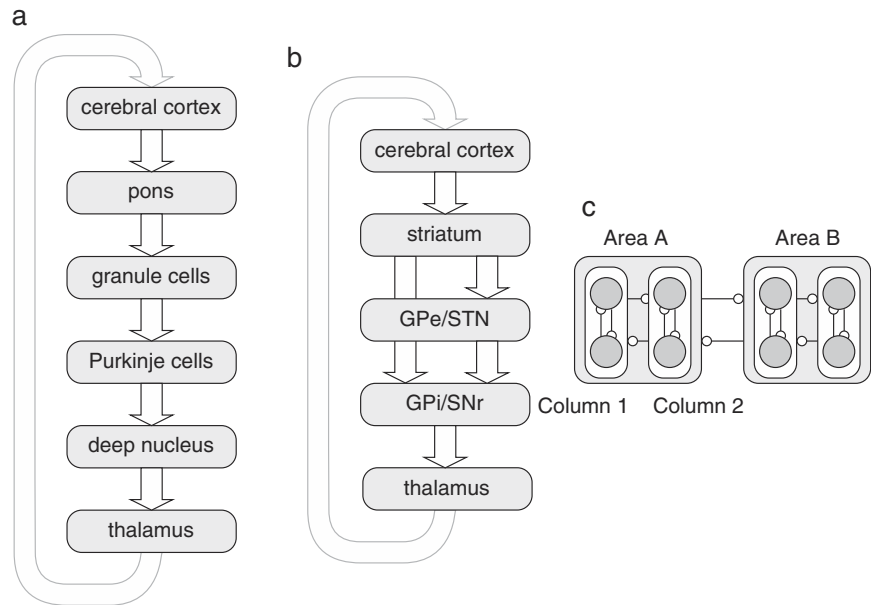 a
cerebral cortex
pons
granule cells
Purkinje cells
deep nucleus
thalamus
b
cerebral cortex
striatum
GPe/STN
GPi/SNr
thalamus
c
Area A
Area B
Column 1
Column 2